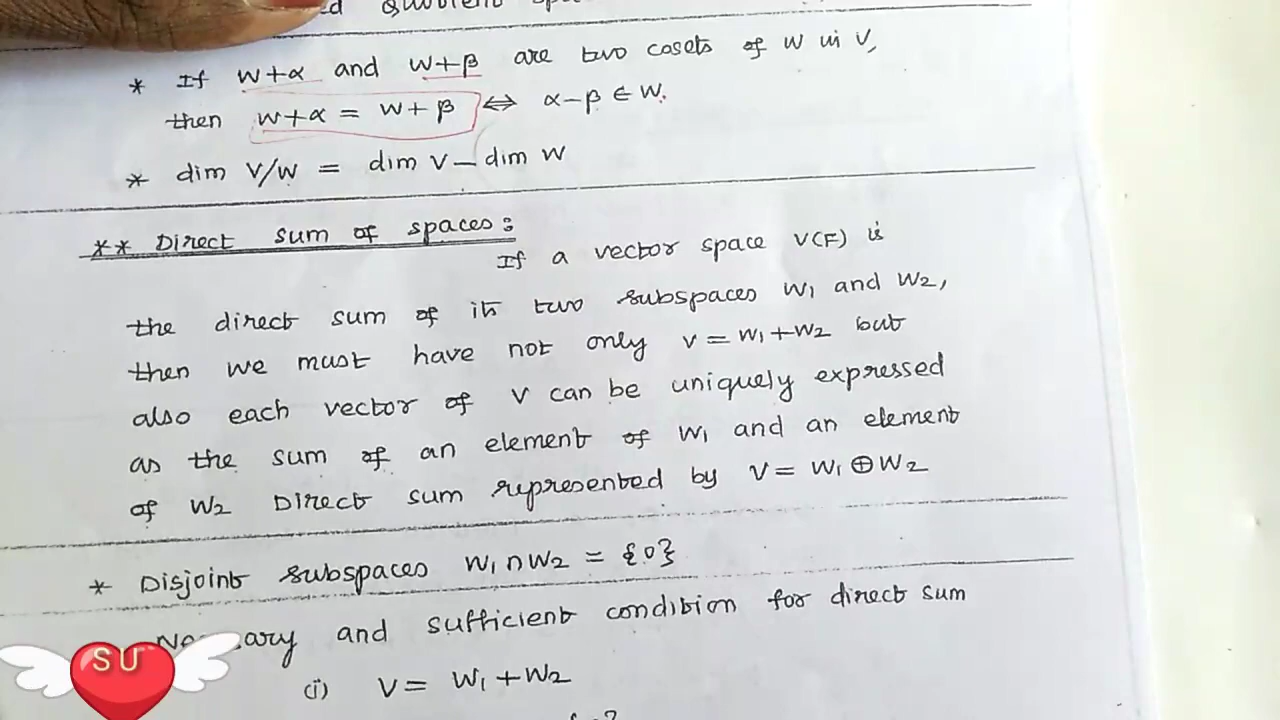 * If W+α and W+β are two cosets of W in V,
then W+α = W+β ⇔ α-β ∈ W.
* dim V/W = dim V - dim W
** Direct sum of spaces:
If a vector space V(F) is
the direct sum of its two subspaces W1 and W2,
then we must have not only V = W1+W2 but
also each vector of V can be uniquely expressed
as the sum of an element of W1 and an element
of W2 Direct sum represented by V = W1 ⊕ W2
* Disjoint subspaces W1 ∩ W2 = {0}
and sufficient condition for direct sum
(i) V = W1 + W2
SU